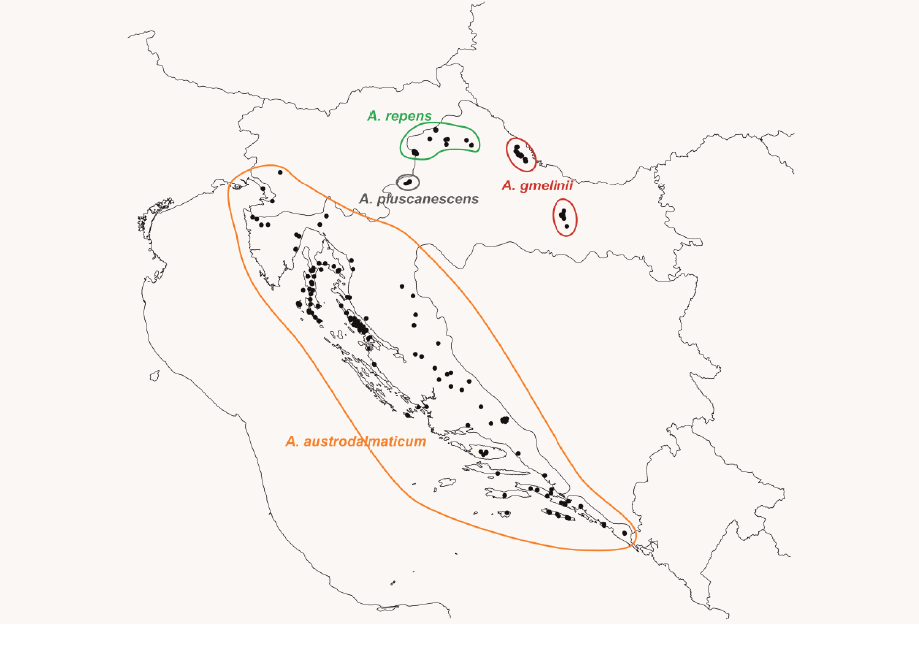 A. repens
A. gmelinii
A. pluscanescens
A. austrodalmaticum